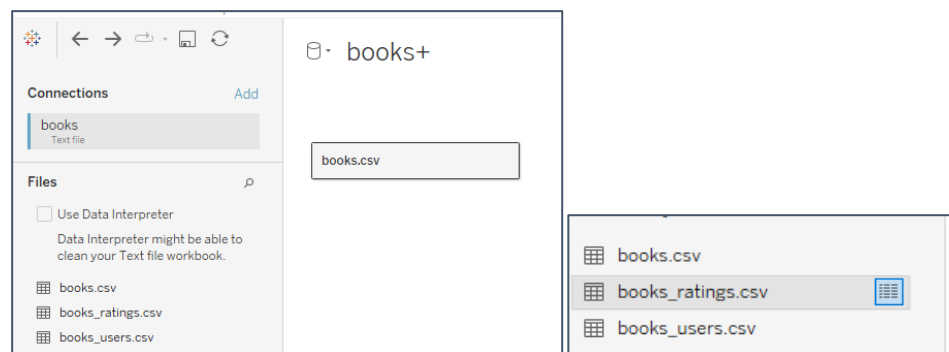 books+
Connections
Add
books
Text file
books.csv
Files
Use Data Interpreter
Data Interpreter might be able to
clean your Text file workbook.
books.csv
books_ratings.csv
books_users.csv
books.csv
books_ratings.csv
books_users.csv